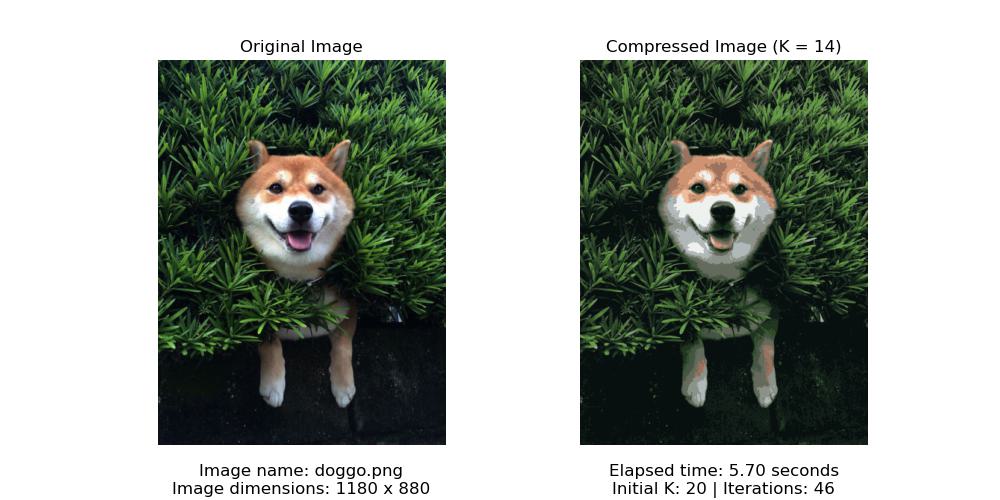 Original Image
Compressed Image (K = 14)
Image name: doggo.png
Image dimensions: 1180 x 880
Elapsed time: 5.70 seconds
Initial K: 20 | Iterations: 46